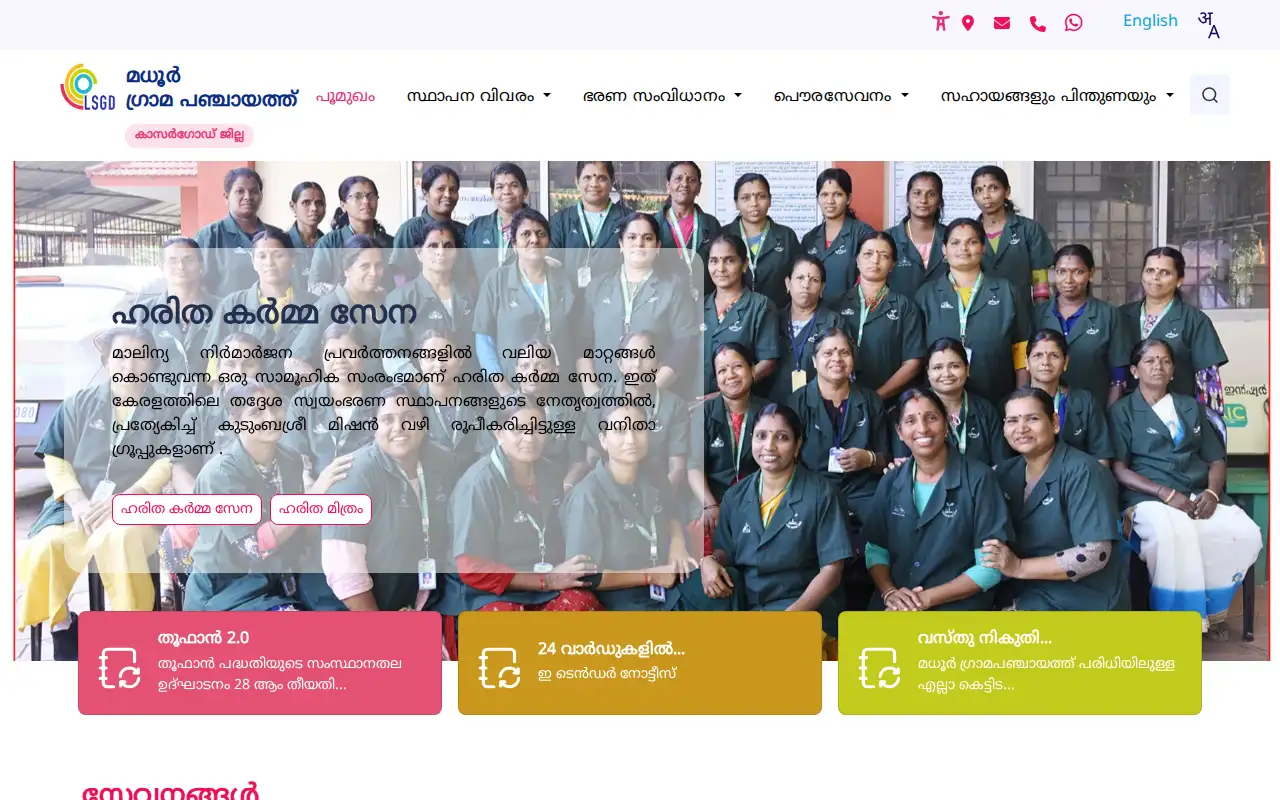 English
अ
A
LSGD
മധൂർ
ഗ്രാമ പഞ്ചായത്ത്
കാസർഗോഡ് ജില്ല
പൂമുഖം
സ്ഥാപന വിവരം
ഭരണ സംവിധാനം
പൌരസേവനം
സഹായങ്ങളും പിന്തുണയും
ഹരിത കർമ്മ സേന
മാലിന്യ നിർമാർജന പ്രവർത്തനങ്ങളിൽ വലിയ മാറ്റങ്ങൾ
കൊണ്ടുവന്ന ഒരു സാമൂഹിക സംരംഭമാണ് ഹരിത കർമ്മ സേന. ഇത്
കേരളത്തിലെ തദ്ദേശ സ്വയംഭരണ സ്ഥാപനങ്ങളുടെ നേതൃത്വത്തിൽ,
പ്രത്യേകിച്ച് കുടുംബശ്രീ മിഷൻ വഴി രൂപീകരിച്ചിട്ടുള്ള വനിതാ
ഗ്രൂപ്പുകളാണ് .
ഹരിത കർമ്മ സേന
ഹരിത മിത്രം
തൂഫാൻ 2.0
തൂഫാൻ പദ്ധതിയുടെ സംസ്ഥാനതല
ഉദ്ഘാടനം 28 ആം തീയതി...
24 വാർഡുകളിൽ...
ഇ ടെൻഡർ നോട്ടീസ്
വസ്തു നികുതി...
മധൂർ ഗ്രാമപഞ്ചായത്ത് പരിധിയിലുള്ള
എല്ലാ കെട്ടിട...
സേവനങ്ങൾ